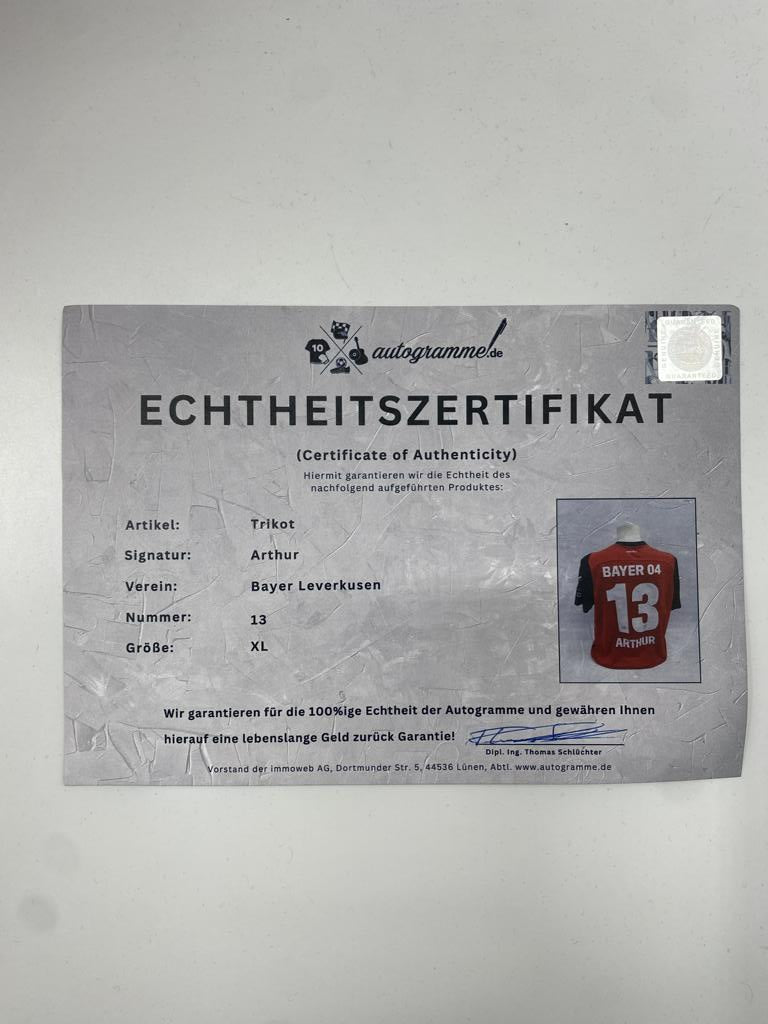 10
autogramme!.de
GENUINE GUARANTEED
ECHTHEITSZERTIFIKAT
(Certificate of Authenticity)
Hiermit garantieren wir die Echtheit des
nachfolgend aufgeführten Produktes:
Artikel: Trikot
Signatur: Arthur
Verein: Bayer Leverkusen
Nummer: 13
Größe: XL
BAYER 04
13
ARTHUR
Wir garantieren für die 100%ige Echtheit der Autogramme und gewähren Ihnen
hierauf eine lebenslange Geld zurück Garantie!
Dipl. Ing. Thomas Schlüchter
Vorstand der immoweb AG, Dortmunder Str. 5, 44536 Lünen, Abtl. www.autogramme.de